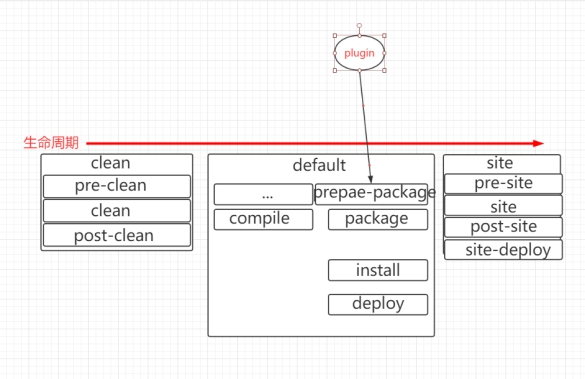 plugin
生命周期
clean
pre-clean
clean
post-clean
default
...
prepae-package
compile
package
install
deploy
site
pre-site
site
post-site
site-deploy